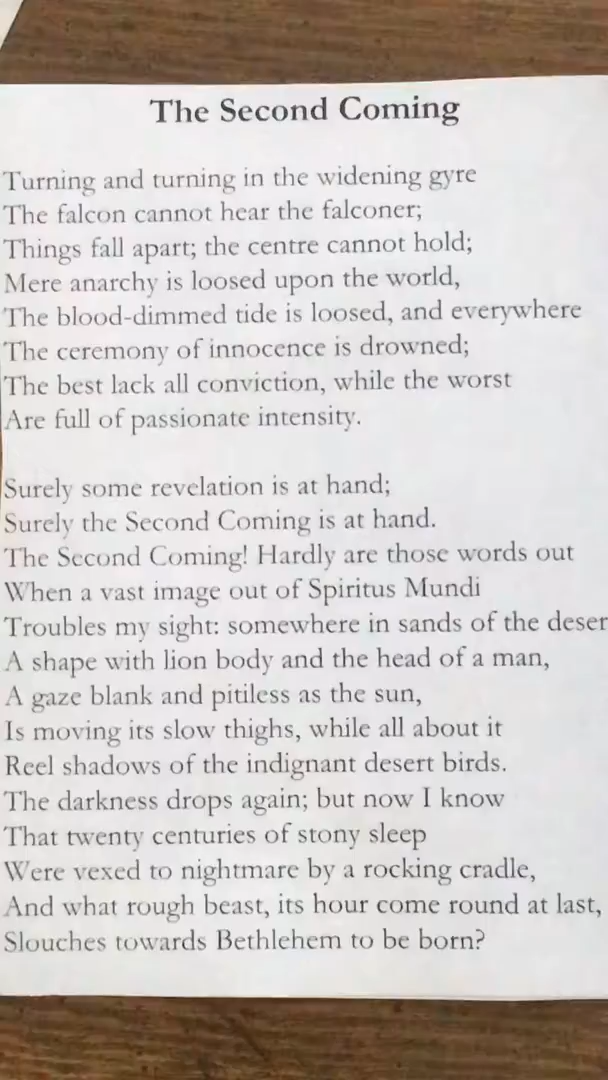 The Second Coming
Turning and turning in the widening gyre
The falcon cannot hear the falconer;
Things fall apart; the centre cannot hold;
Mere anarchy is loosed upon the world,
The blood-dimmed tide is loosed, and everywhere
The ceremony of innocence is drowned;
The best lack all conviction, while the worst
Are full of passionate intensity.
Surely some revelation is at hand;
Surely the Second Coming is at hand.
The Second Coming! Hardly are those words out
When a vast image out of Spiritus Mundi
Troubles my sight: somewhere in sands of the deser
A shape with lion body and the head of a man,
A gaze blank and pitiless as the sun,
Is moving its slow thighs, while all about it
Reel shadows of the indignant desert birds.
The darkness drops again; but now I know
That twenty centuries of stony sleep
Were vexed to nightmare by a rocking cradle,
And what rough beast, its hour come round at last,
Slouches towards Bethlehem to be born?